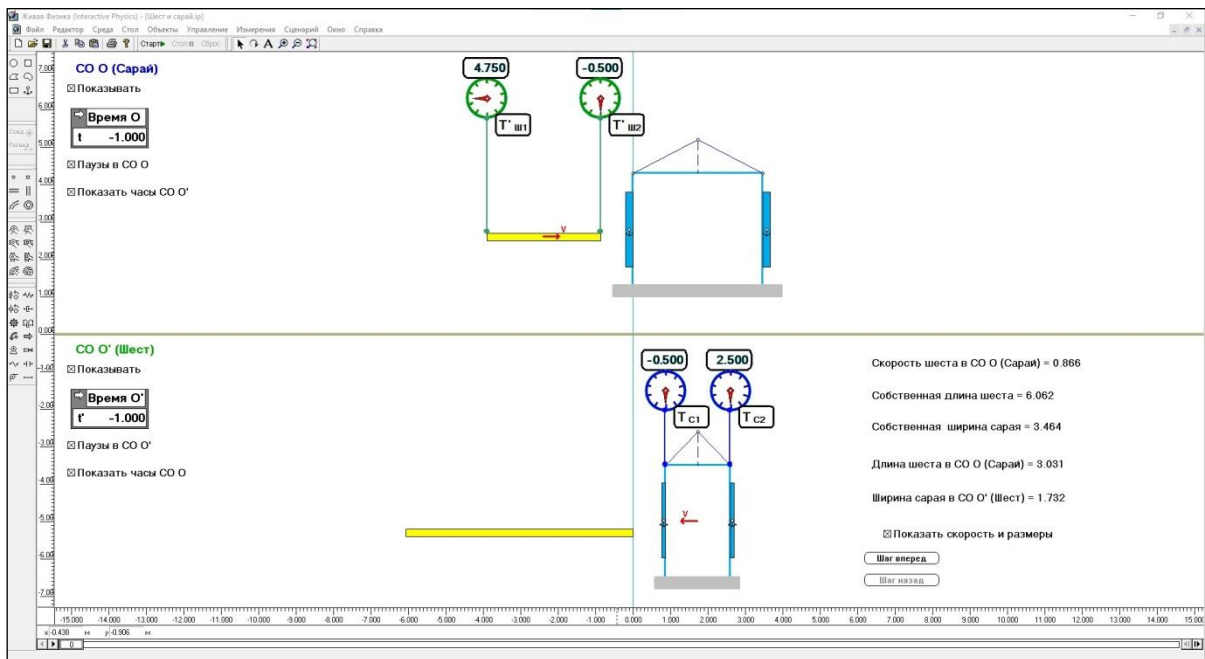 Живая Физика (Interactive Physics) - [Шест и сарай.ip]
Файл Редактор Среда Стол Объекты Управление Измерения Сценарий Окно Справка
Старт Стоп Сброс
СО О (Сарай)
Показывать
Время О
t -1.000
Паузы в СО О
Показать часы СО О'
4.750
-0.500
T'ш1
T'ш2
v
7.000
6.000
5.000
4.000
3.000
2.000
1.000
0.000
СО О' (Шест)
Показывать
Время О'
t' -1.000
Паузы в СО О'
Показать часы СО О
-0.500
2.500
T c1
T c2
v
-1.000
-2.000
-3.000
-4.000
-5.000
-6.000
-7.000
Скорость шеста в СО О (Сарай) = 0.866
Собственная длина шеста = 6.062
Собственная ширина сарая = 3.464
Длина шеста в СО О (Сарай) = 3.031
Ширина сарая в СО О' (Шест) = 1.732
Показать скорость и размеры
Шаг вперед
Шаг назад
-15.000 -14.000 -13.000 -12.000 -11.000 -10.000 -9.000 -8.000 -7.000 -6.000 -5.000 -4.000 -3.000 -2.000 -1.000 0.000 1.000 2.000 3.000 4.000 5.000 6.000 7.000 8.000 9.000 10.000 11.000 12.000 13.000 14.000 15.000
x -0.438 м y -0.906 м
0